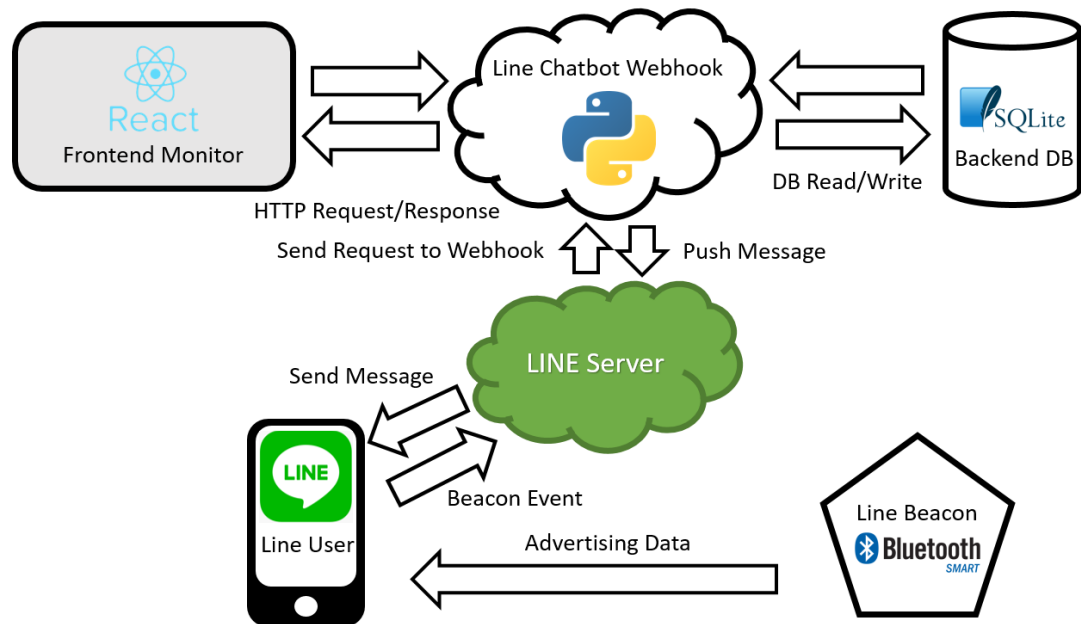 React
Frontend Monitor
Line Chatbot Webhook
SQLite
Backend DB
DB Read/Write
HTTP Request/Response
Send Request to Webhook
Push Message
LINE Server
Send Message
LINE
Line User
Beacon Event
Advertising Data
Line Beacon
Bluetooth
SMART